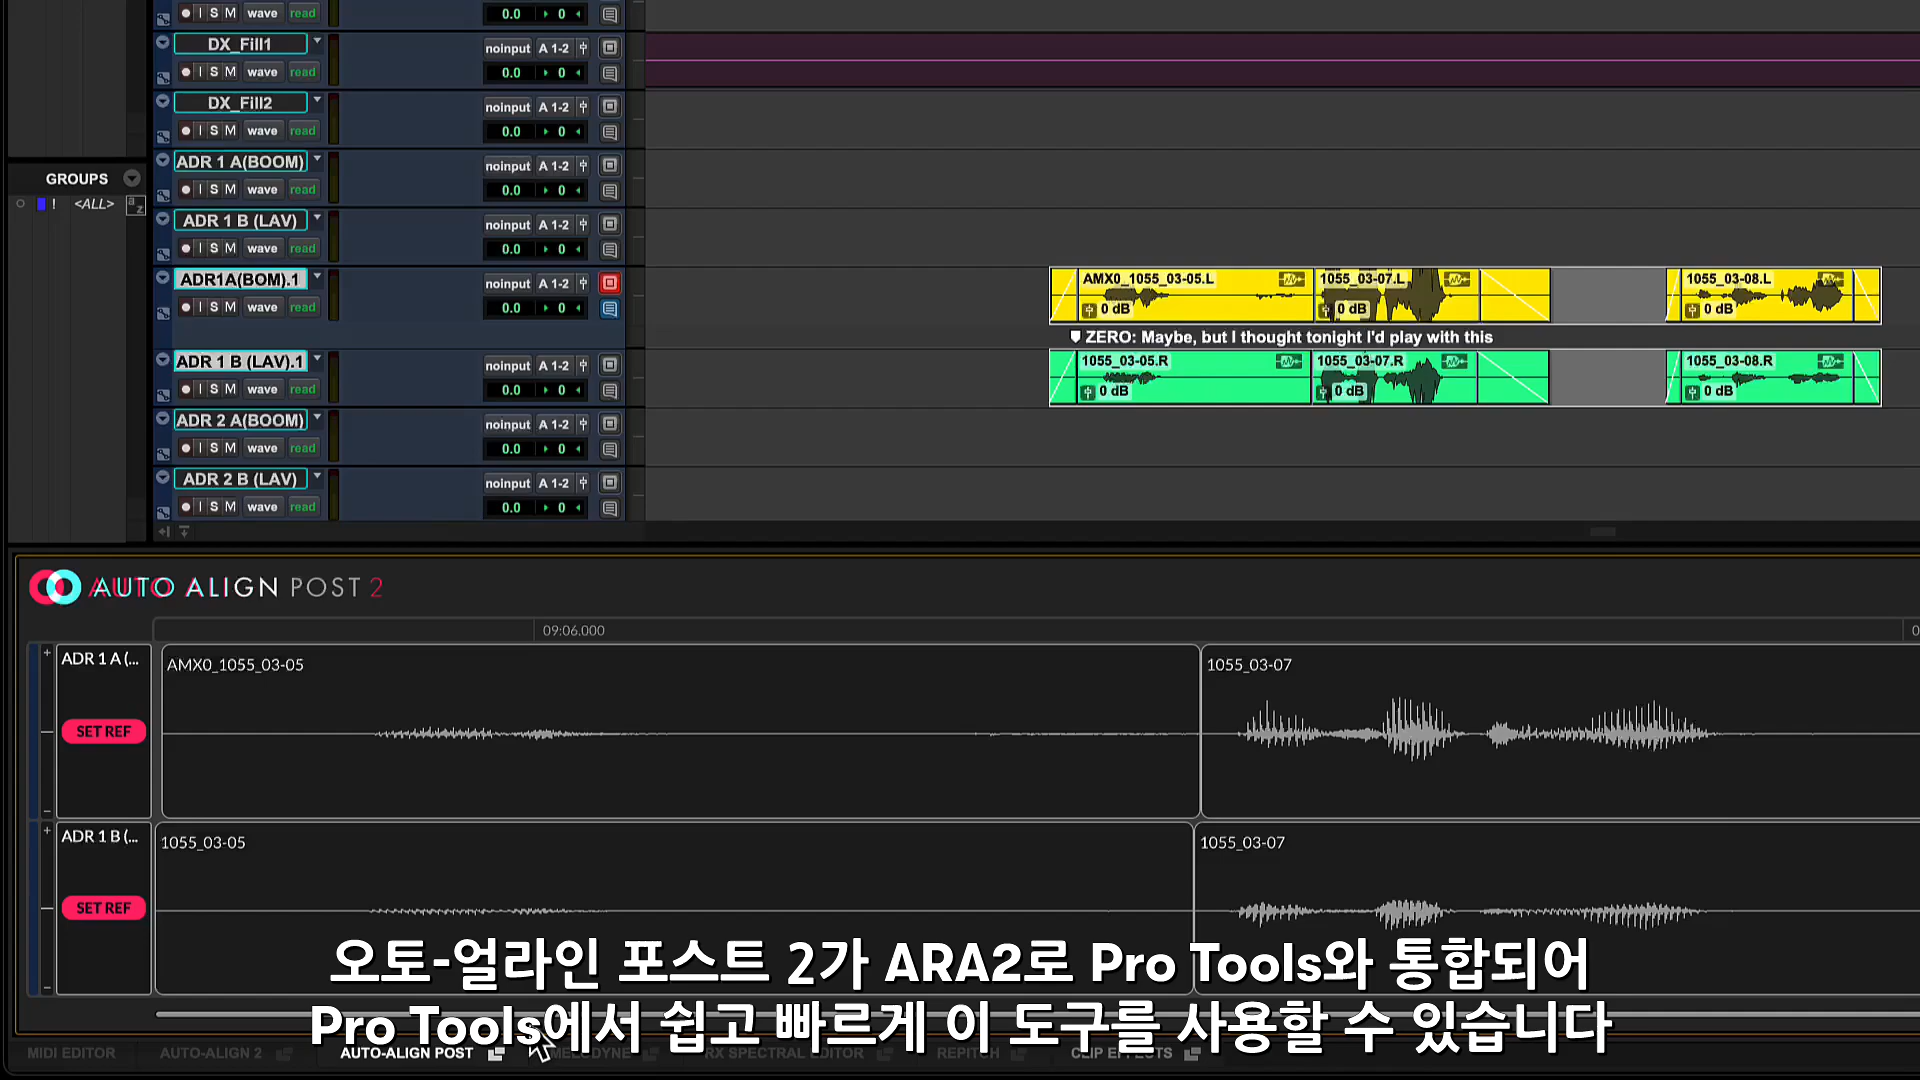 I S M wave read
0.0 0
DX_Fill1
noinput A 1-2
I S M wave read
0.0 0
DX_Fill2
noinput A 1-2
I S M wave read
0.0 0
ADR 1 A(BOOM)
noinput A 1-2
I S M wave read
0.0 0
GROUPS
! <ALL> a z
ADR 1 B (LAV)
noinput A 1-2
I S M wave read
0.0 0
ADR1A(BOM).1
noinput A 1-2
I S M wave read
0.0 0
AMX0_1055_03-05.L
0 dB
1055_03-07.L
0 dB
1055_03-08.L
0 dB
ZERO: Maybe, but I thought tonight I'd play with this
ADR 1 B (LAV).1
noinput A 1-2
I S M wave read
0.0 0
1055_03-05.R
0 dB
1055_03-07.R
0 dB
1055_03-08.R
0 dB
ADR 2 A(BOOM)
noinput A 1-2
I S M wave read
0.0 0
ADR 2 B (LAV)
noinput A 1-2
I S M wave read
0.0 0
AUTO ALIGN POST 2
09:06.000
0
ADR 1 A (...
SET REF
AMX0_1055_03-05
1055_03-07
ADR 1 B (...
SET REF
1055_03-05
1055_03-07
오토-얼라인 포스트 2가 ARA2로 Pro Tools와 통합되어
Pro Tools에서 쉽고 빠르게 이 도구를 사용할 수 있습니다
MIDI EDITOR
AUTO-ALIGN 2
AUTO-ALIGN POST
MELODYNE
RX SPECTRAL EDITOR
REPITCH
CLIP EFFECTS